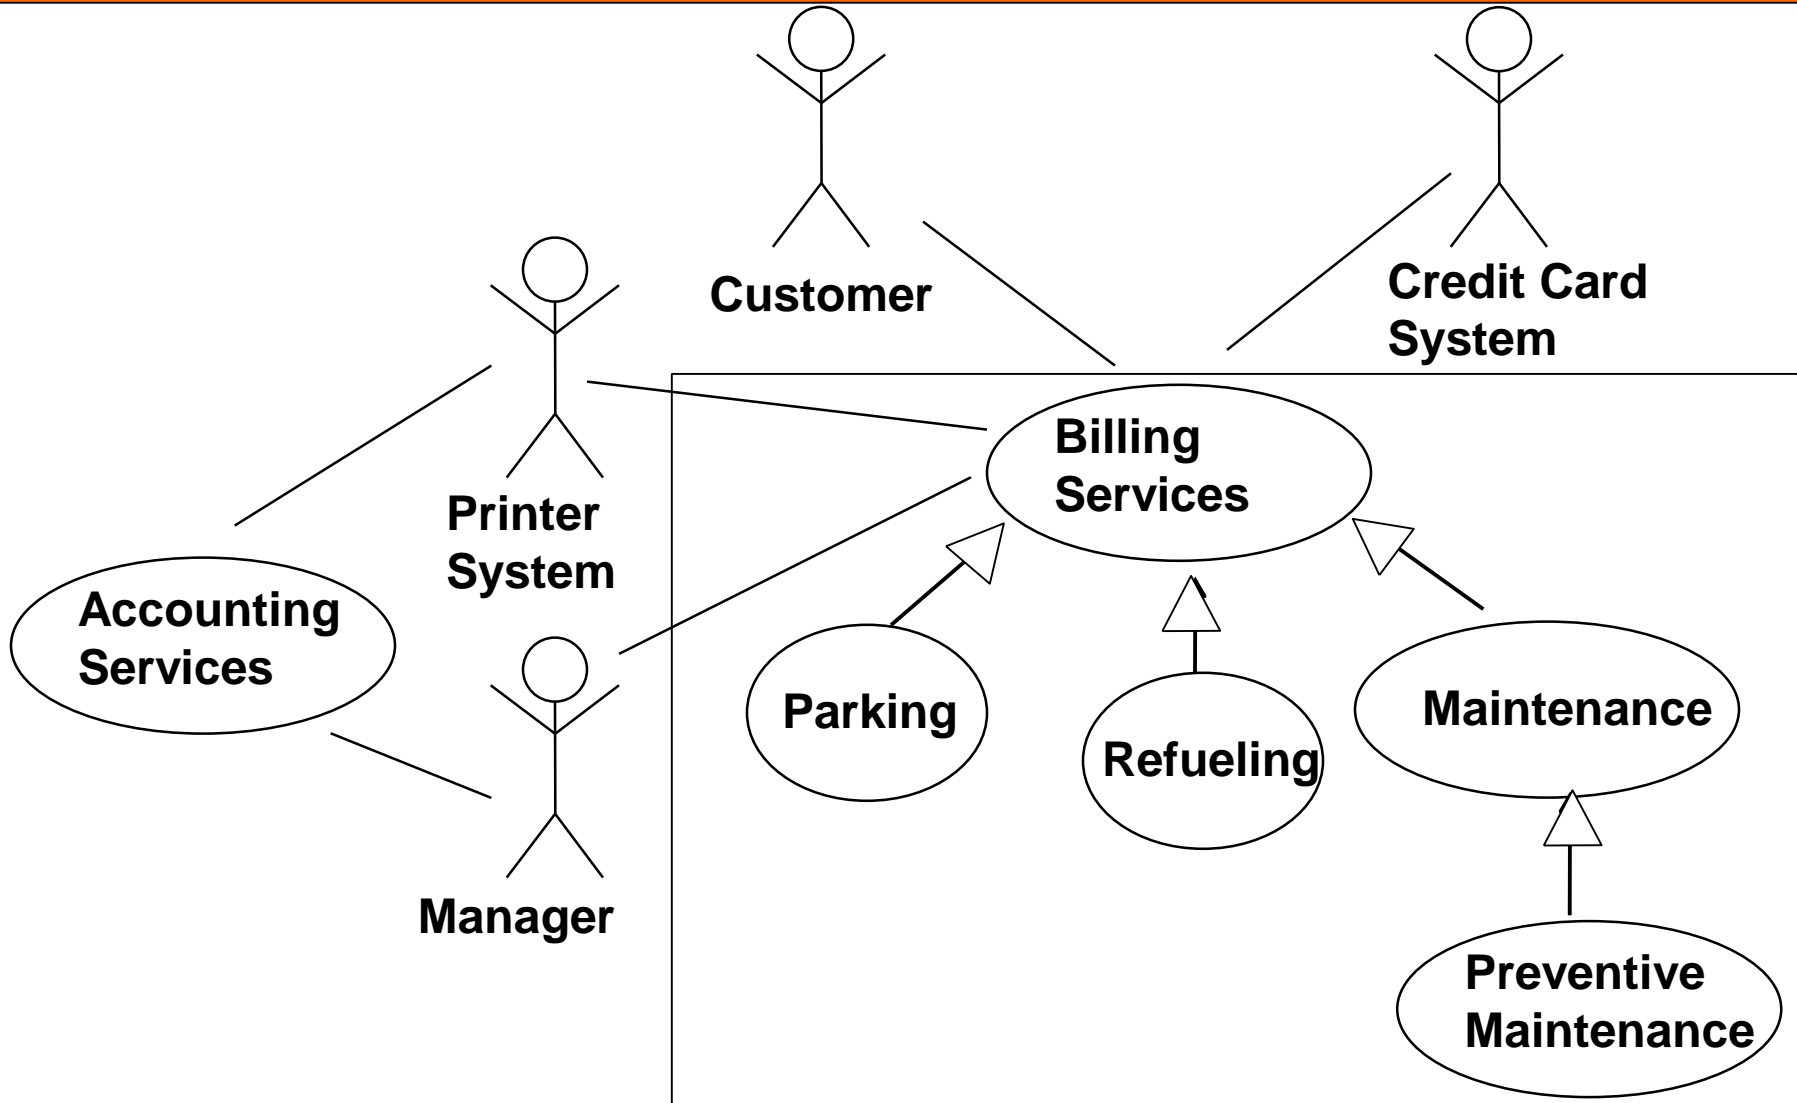 Customer
Credit Card
System
Billing
Services
Printer
System
Accounting
Services
Parking
Refueling
Maintenance
Manager
Preventive
Maintenance